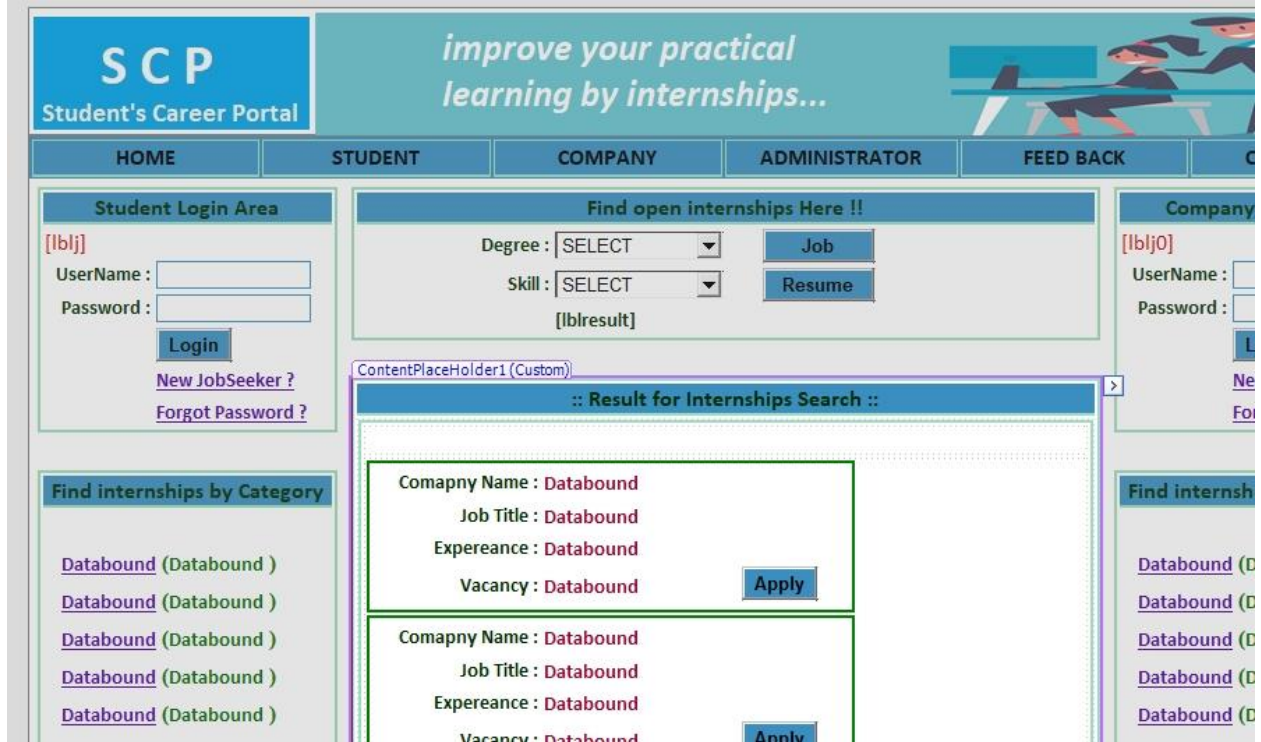 S C P
Student's Career Portal
improve your practical
learning by internships...
HOME
STUDENT
COMPANY
ADMINISTRATOR
FEED BACK
Student Login Area
[lblj]
UserName :
Password :
Login
New JobSeeker ?
Forgot Password ?
Find internships by Category
Databound (Databound )
Databound (Databound )
Databound (Databound )
Databound (Databound )
Databound (Databound )
Find open internships Here !!
Degree : SELECT Job
Skill : SELECT Resume
[lblresult]
ContentPlaceHolder1 (Custom)
:: Result for Internships Search ::
Comapny Name : Databound
Job Title : Databound
Expereance : Databound
Vacancy : Databound Apply
Comapny Name : Databound
Job Title : Databound
Expereance : Databound
Vacancy : Databound Apply
Company
[lblj0]
UserName :
Password :
Find
Databound
Databound
Databound
Databound
Databound